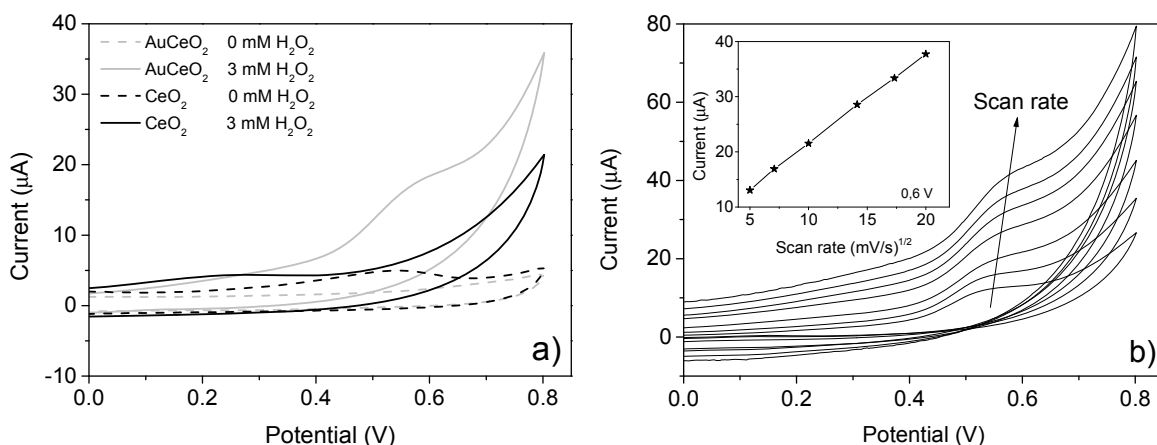 40
30
20
10
0
-10
Current (µA)
AuCeO₂ 0 mM H₂O₂
AuCeO₂ 3 mM H₂O₂
CeO₂ 0 mM H₂O₂
CeO₂ 3 mM H₂O₂
a)
0.0 0.2 0.4 0.6 0.8
Potential (V)
80
60
40
20
0
Current (µA)
40
30
20
10
Current (µA)
0,6 V
5 10 15 20
Scan rate (mV/s)^1/2
Scan rate
b)
0.0 0.2 0.4 0.6 0.8
Potential (V)